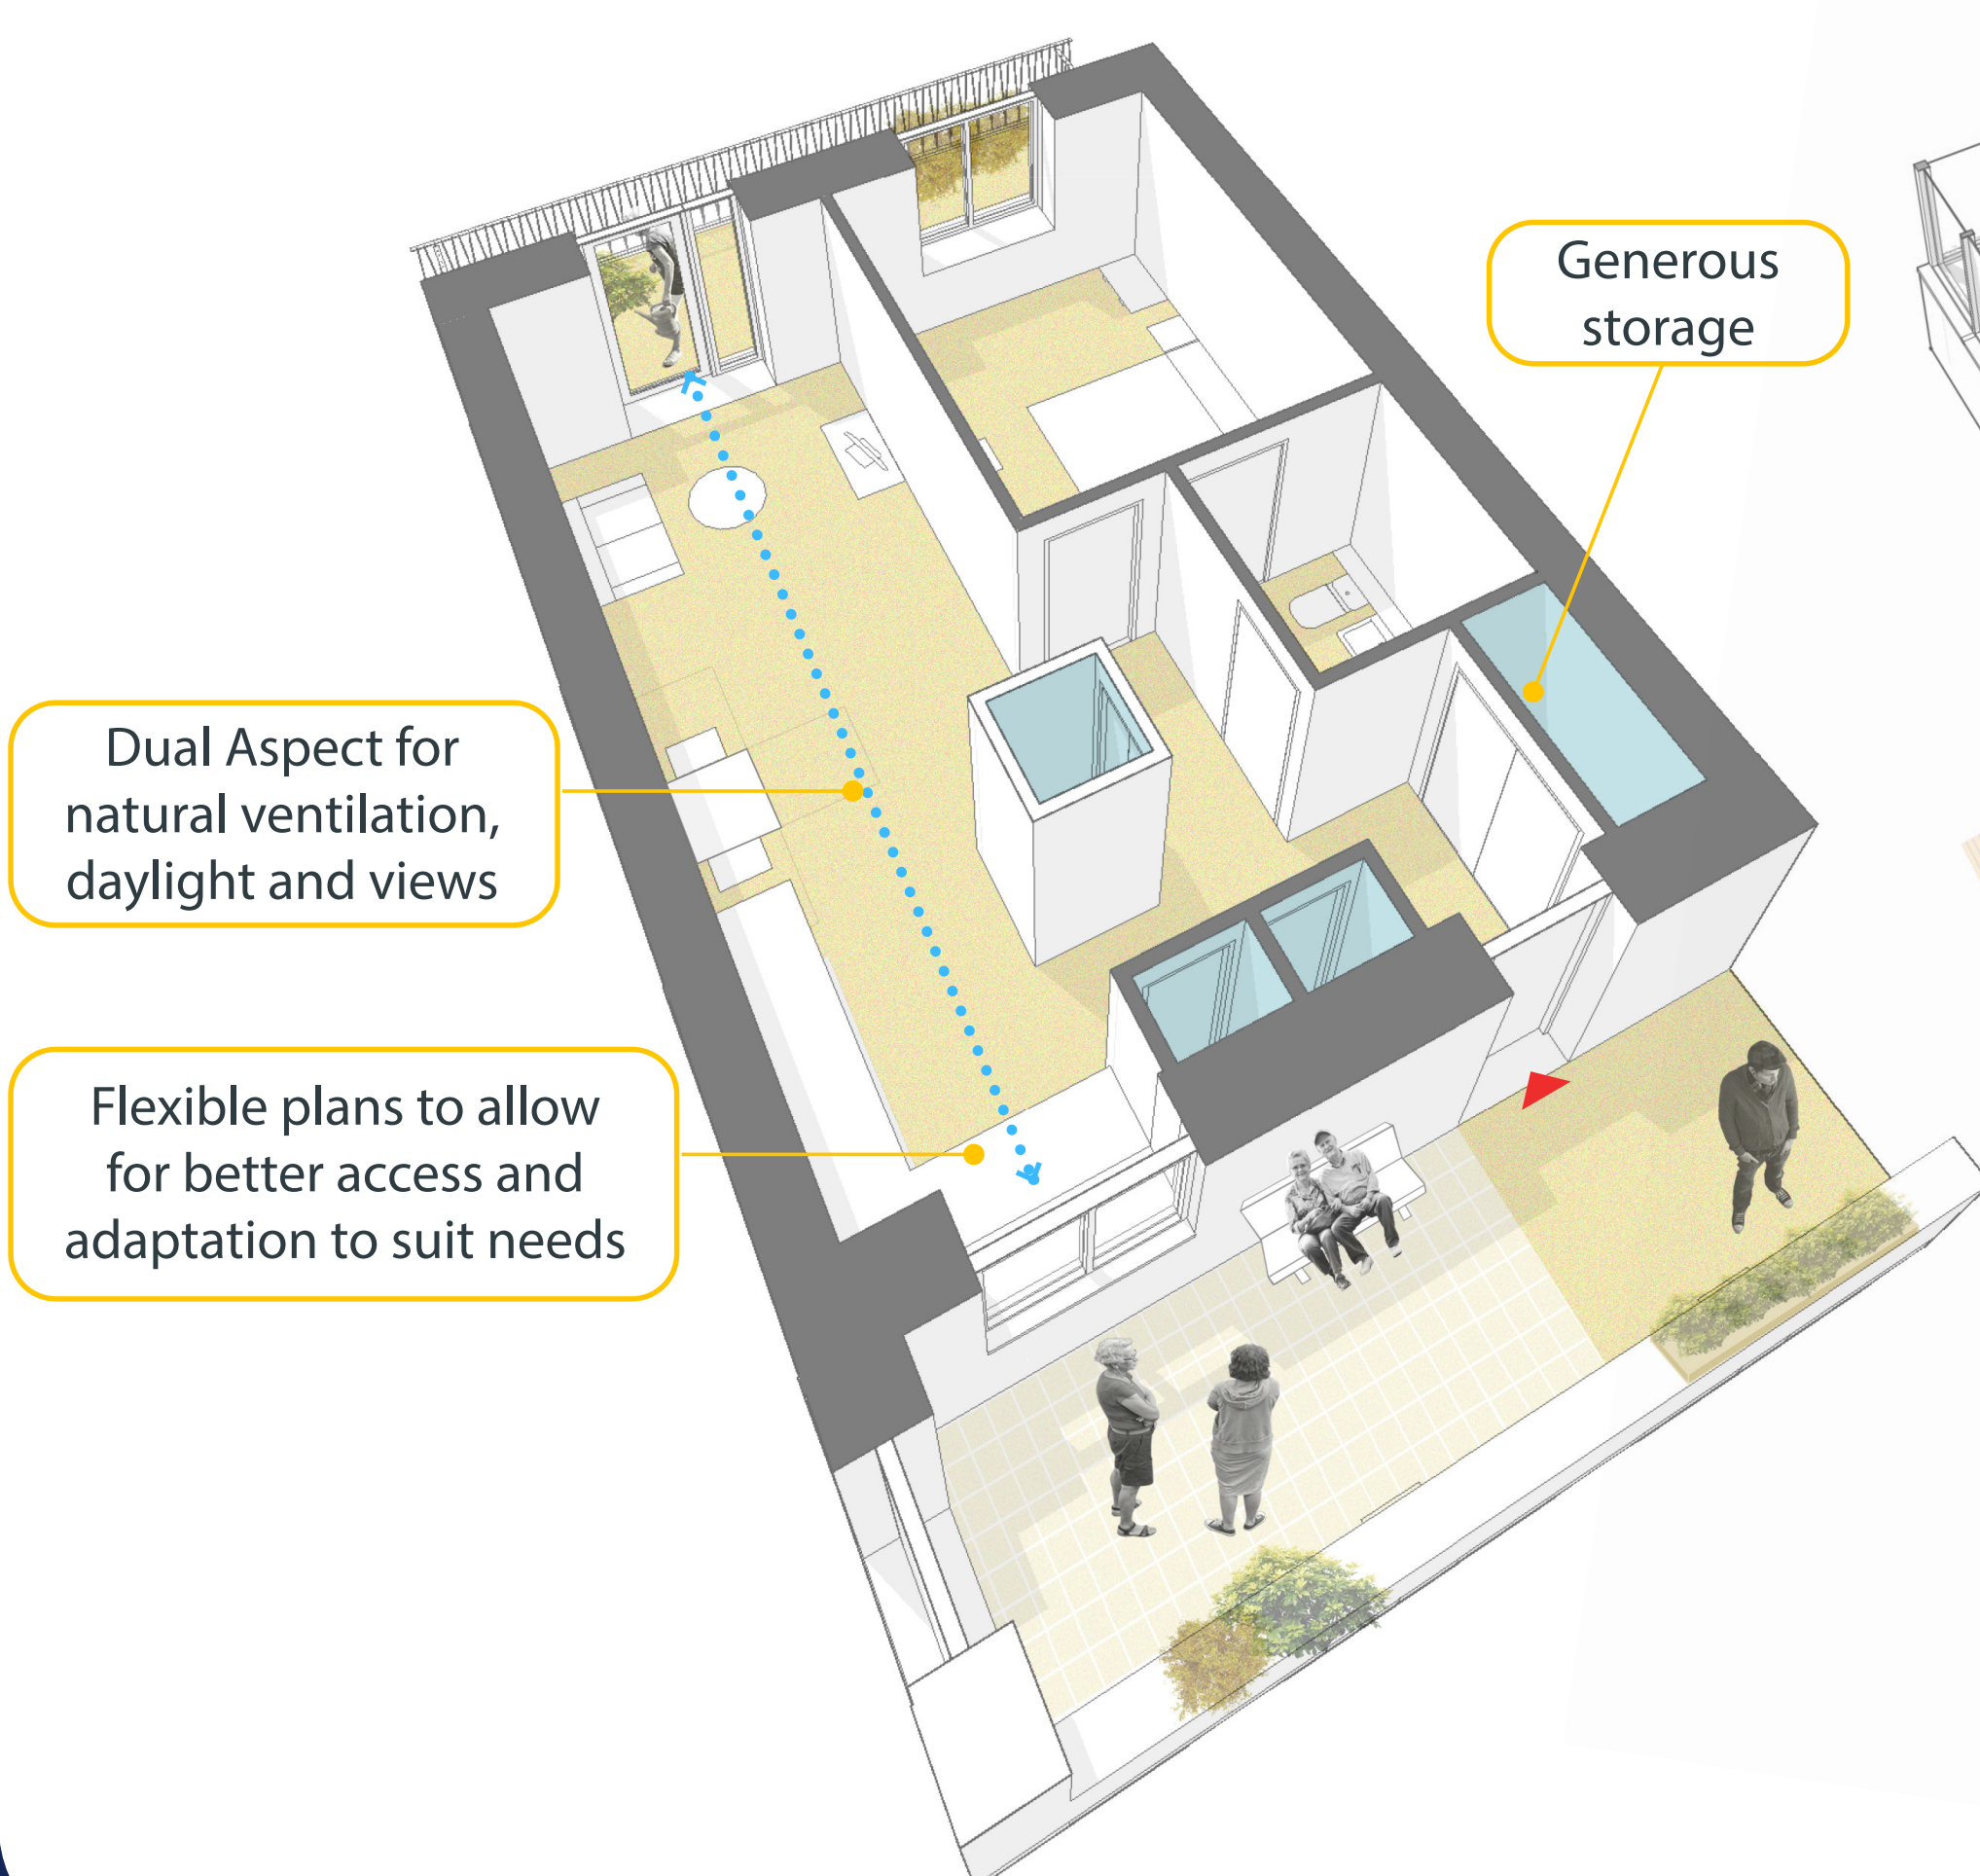 Generous
storage
Dual Aspect for
natural ventilation,
daylight and views
Flexible plans to allow
for better access and
adaptation to suit needs